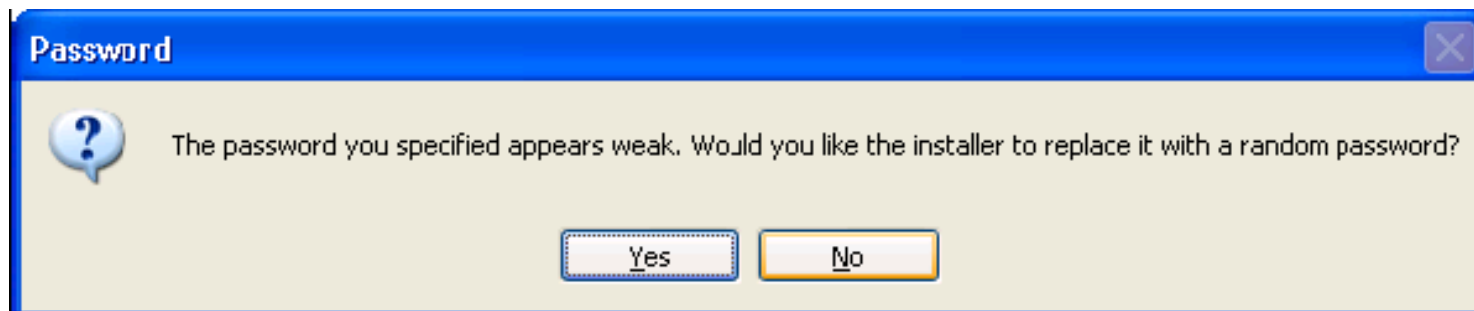 Password
The password you specified appears weak. Would you like the installer to replace it with a random password?
Yes
No